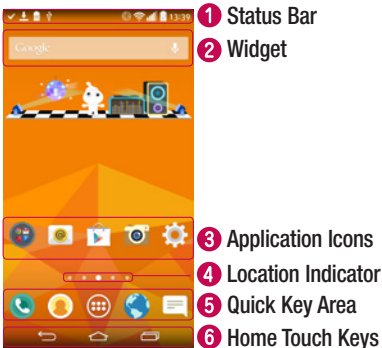 13:39
1 Status Bar
Google
2 Widget
3 Application Icons
4 Location Indicator
5 Quick Key Area
6 Home Touch Keys